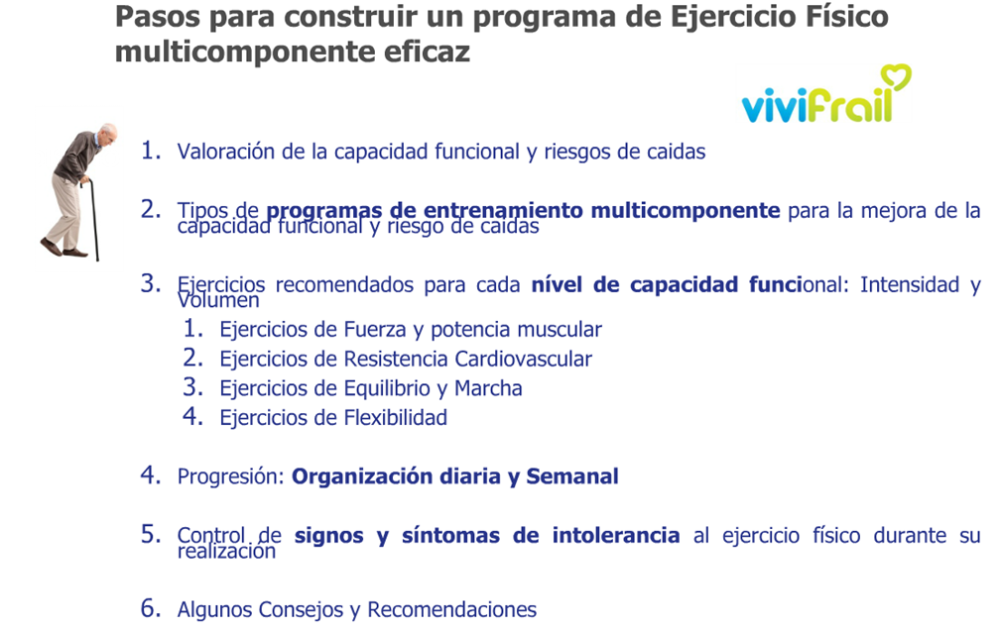 Pasos para construir un programa de Ejercicio Físico
multicomponente eficaz
vivifrail
1. Valoración de la capacidad funcional y riesgos de caidas
2. Tipos de programas de entrenamiento multicomponente para la mejora de la
capacidad funcional y riesgo de caidas
3. Ejercicios recomendados para cada nível de capacidad funcional: Intensidad y
Volumen
1. Ejercicios de Fuerza y potencia muscular
2. Ejercicios de Resistencia Cardiovascular
3. Ejercicios de Equilibrio y Marcha
4. Ejercicios de Flexibilidad
4. Progresión: Organización diaria y Semanal
5. Control de signos y síntomas de intolerancia al ejercicio físico durante su
realización
6. Algunos Consejos y Recomendaciones